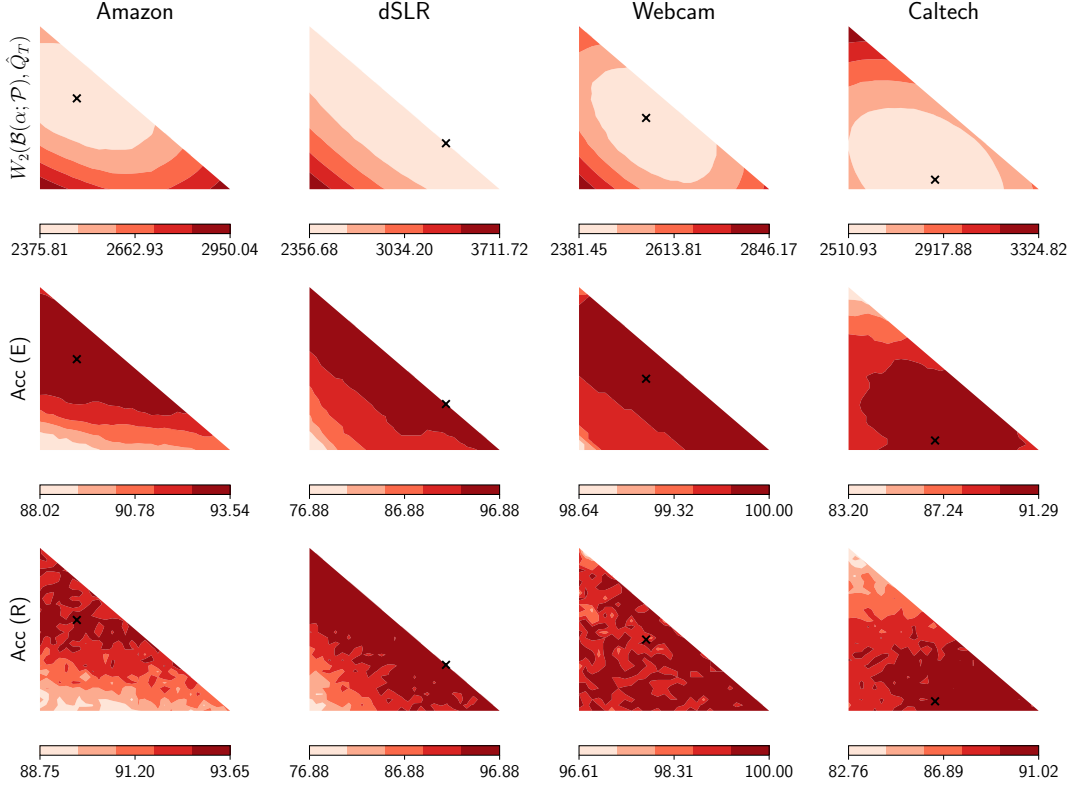 Amazon dSLR Webcam Caltech
W₂(𝓑(α; 𝓟), Q̂_T)
2375.81 2662.93 2950.04 2356.68 3034.20 3711.72 2381.45 2613.81 2846.17 2510.93 2917.88 3324.82
Acc (E)
88.02 90.78 93.54 76.88 86.88 96.88 98.64 99.32 100.00 83.20 87.24 91.29
Acc (R)
88.75 91.20 93.65 76.88 86.88 96.88 96.61 98.31 100.00 82.76 86.89 91.02